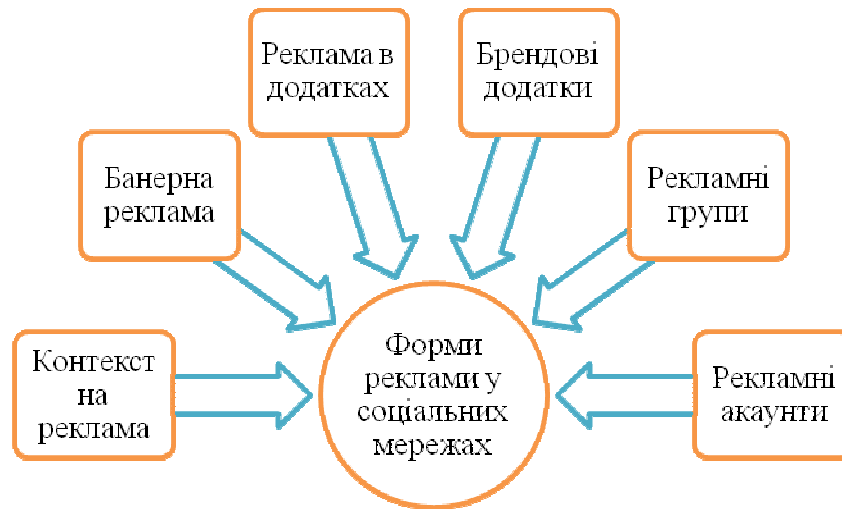 Реклама в
додатках
Брендові
додатки
Банерна
реклама
Рекламні
групи
Контекст
на
реклама
Форми
реклами у
соціальних
мережах
Рекламні
акаунти